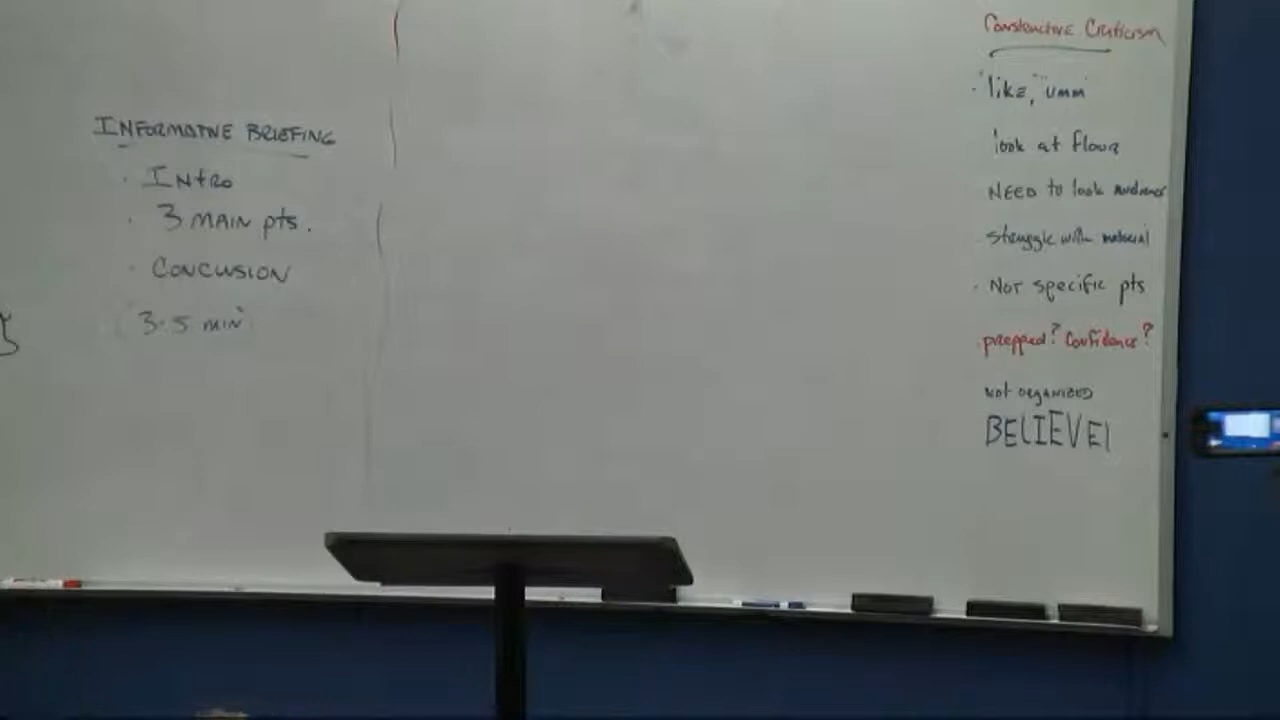 INFORMATIVE BRIEFING
· INTRO
· 3 MAIN pts.
· CONCLUSION
3-5 MIN
Constructive Criticism
· "like," "umm"
look at flour
NEED to look audience
struggle with material
· Not specific pts
prepped? Confidence?
not ORGANIZED
BELIEVE!